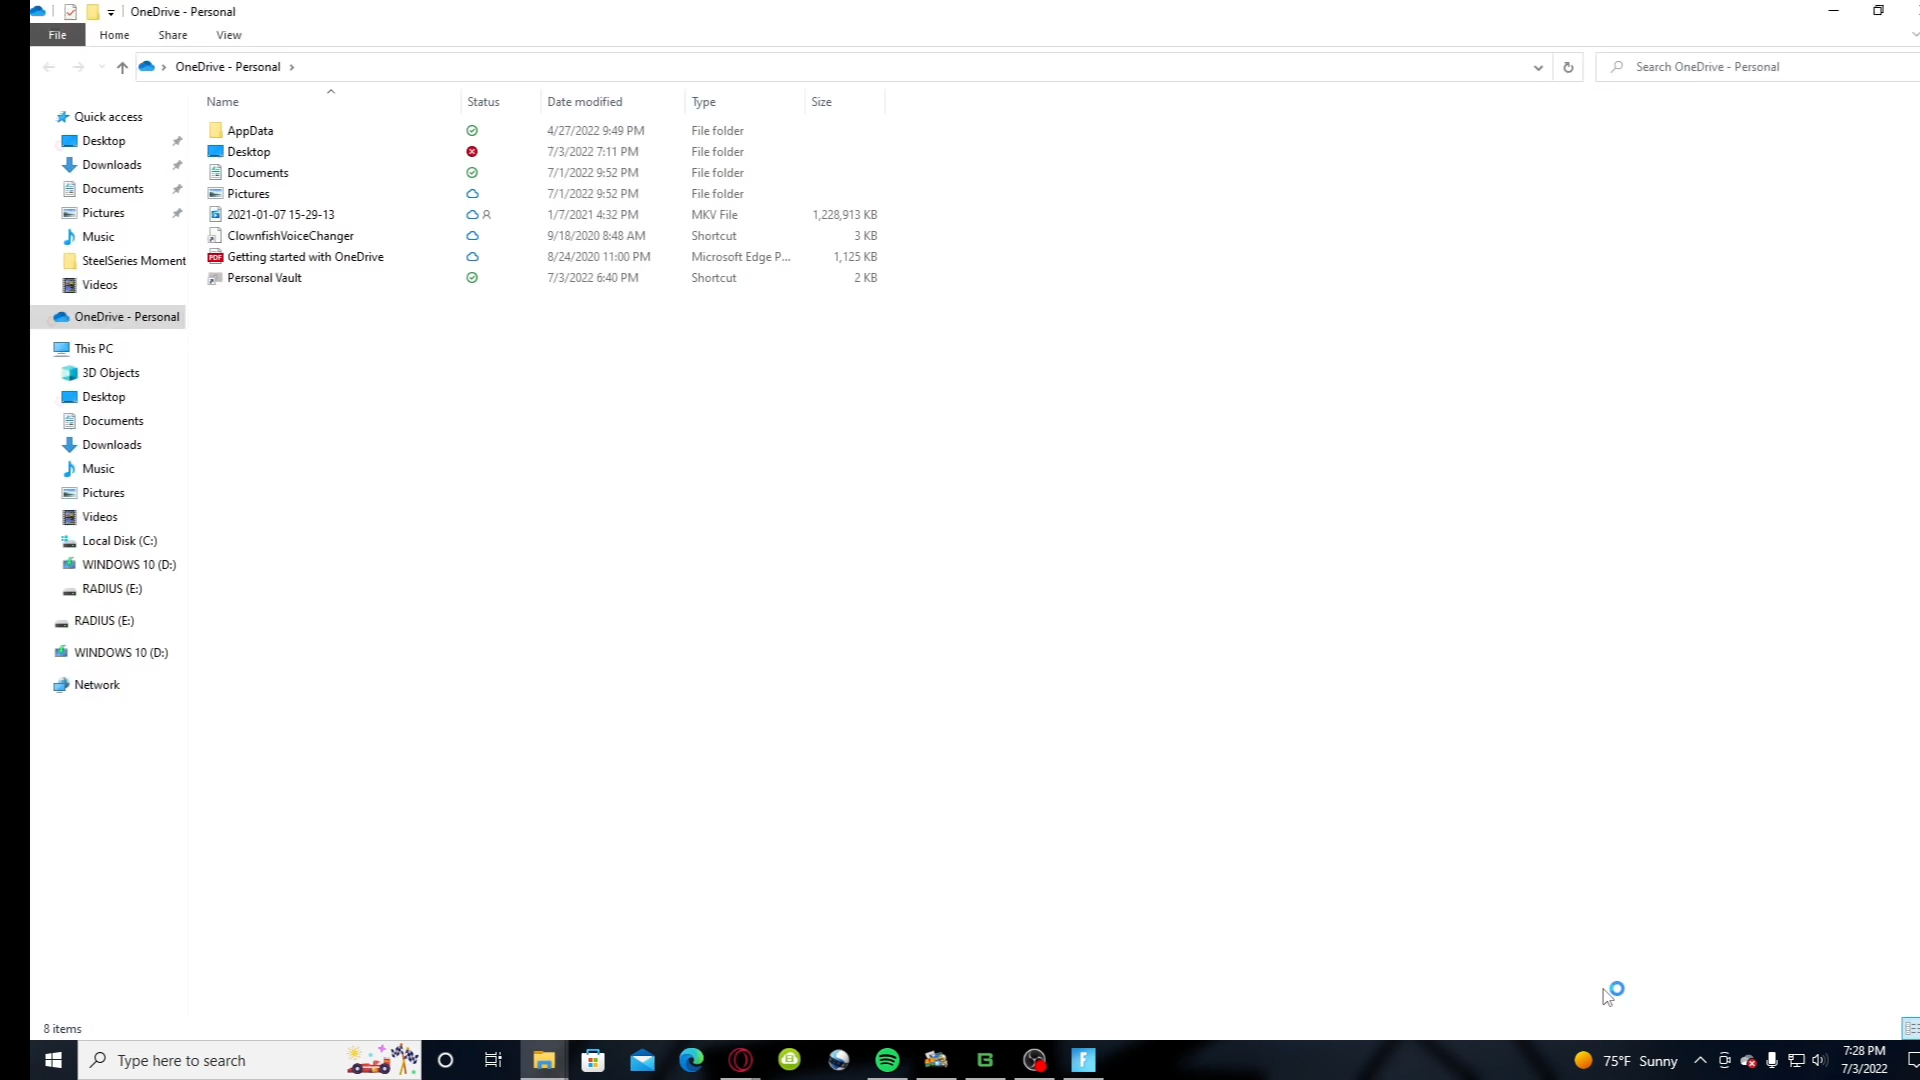 OneDrive - Personal
File Home Share View
OneDrive - Personal
Search OneDrive - Personal
Name Status Date modified Type Size
AppData 4/27/2022 9:49 PM File folder
Desktop 7/3/2022 7:11 PM File folder
Documents 7/1/2022 9:52 PM File folder
Pictures 7/1/2022 9:52 PM File folder
2021-01-07 15-29-13 1/7/2021 4:32 PM MKV File 1,228,913 KB
ClownfishVoiceChanger 9/18/2020 8:48 AM Shortcut 3 KB
Getting started with OneDrive 8/24/2020 11:00 PM Microsoft Edge P... 1,125 KB
Personal Vault 7/3/2022 6:40 PM Shortcut 2 KB
Quick access
Desktop
Downloads
Documents
Pictures
Music
SteelSeries Moment
Videos
OneDrive - Personal
This PC
3D Objects
Desktop
Documents
Downloads
Music
Pictures
Videos
Local Disk (C:)
WINDOWS 10 (D:)
RADIUS (E:)
RADIUS (E:)
WINDOWS 10 (D:)
Network
8 items
Type here to search
75°F Sunny
7:28 PM
7/3/2022